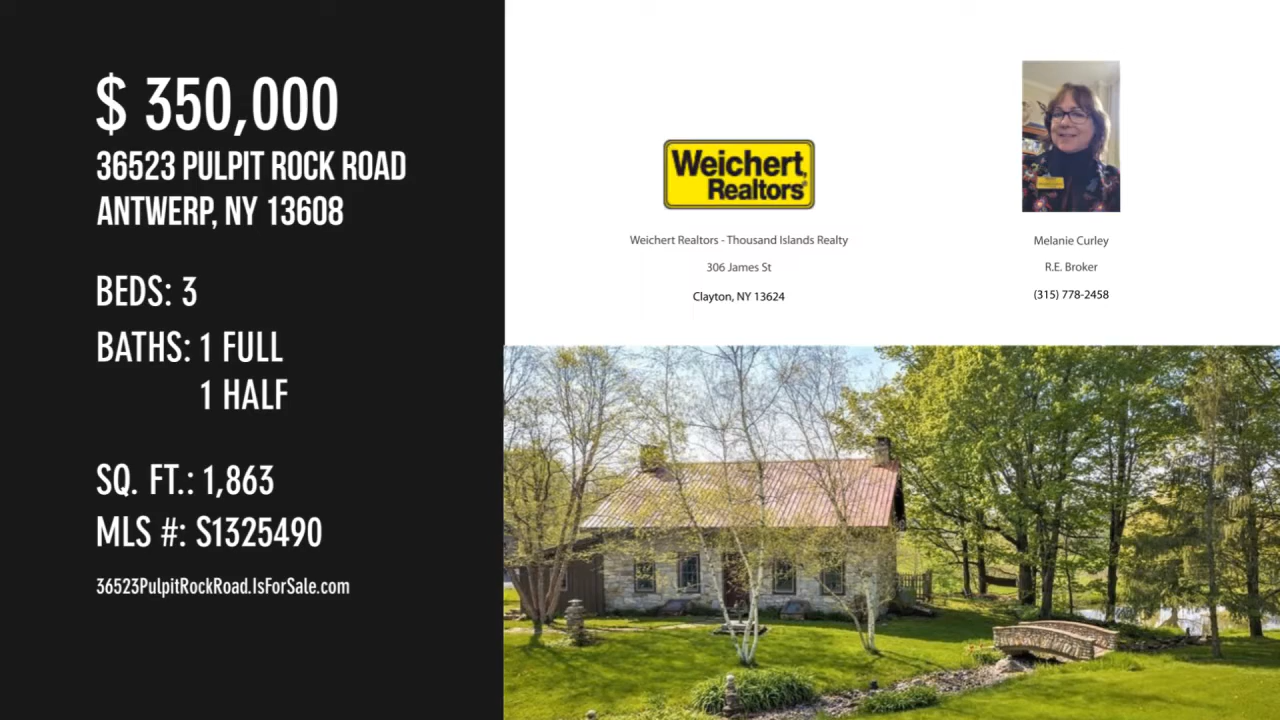 $ 350,000
36523 PULPIT ROCK ROAD
ANTWERP, NY 13608
BEDS: 3
BATHS: 1 FULL
1 HALF
SQ. FT.: 1,863
MLS #: S1325490
36523PulpitRockRoad.IsForSale.com
Weichert,
Realtors®
Weichert Realtors - Thousand Islands Realty
306 James St
Clayton, NY 13624
Melanie Curley
R.E. Broker
(315) 778-2458